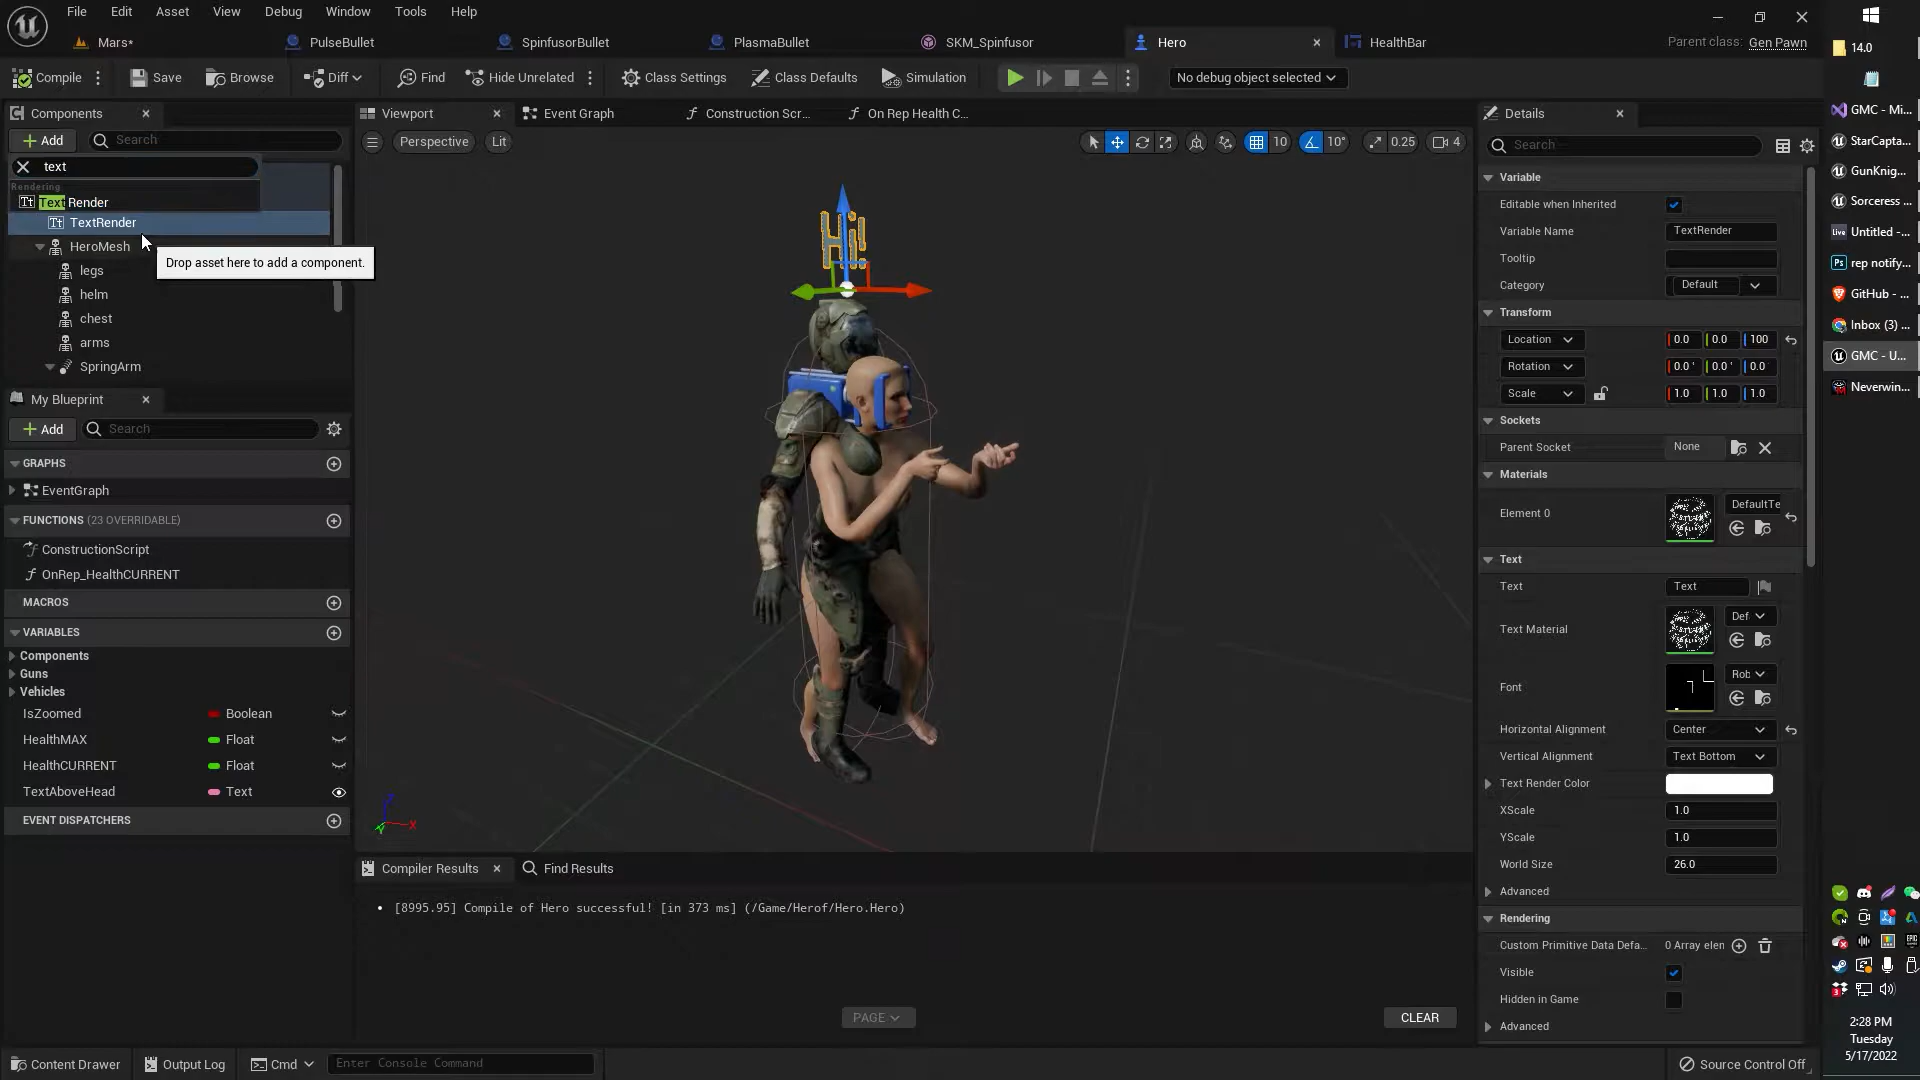 File Edit Asset View Debug Window Tools Help
Mars* PulseBullet SpinfusorBullet PlasmaBullet SKM_Spinfusor Hero HealthBar Parent class: Gen Pawn
Compile Save Browse Diff Find Hide Unrelated Class Settings Class Defaults Simulation No debug object selected
Components
Add Search
text
Rendering
Text Render
TextRender
HeroMesh
Drop asset here to add a component.
legs
helm
chest
arms
SpringArm
My Blueprint
Add Search
GRAPHS
EventGraph
FUNCTIONS (23 OVERRIDABLE)
ConstructionScript
OnRep_HealthCURRENT
MACROS
VARIABLES
Components
Guns
Vehicles
IsZoomed Boolean
HealthMAX Float
HealthCURRENT Float
TextAboveHead Text
EVENT DISPATCHERS
Viewport Event Graph Construction Scr... On Rep Health C...
Perspective Lit 10 10° 0.25 4
Compiler Results Find Results
[8995.95] Compile of Hero successful! [in 373 ms] (/Game/Herof/Hero.Hero)
PAGE CLEAR
Details
Search
Variable
Editable when Inherited
Variable Name TextRender
Tooltip
Category Default
Transform
Location 0.0 0.0 100
Rotation 0.0° 0.0° 0.0
Scale 1.0 1.0 1.0
Sockets
Parent Socket None
Materials
Element 0 DefaultTe
Text
Text Text
Text Material Def
Font Rob
Horizontal Alignment Center
Vertical Alignment Text Bottom
Text Render Color
XScale 1.0
YScale 1.0
World Size 26.0
Advanced
Rendering
Custom Primitive Data Defa... 0 Array elen
Visible
Hidden in Game
Advanced
Content Drawer Output Log Cmd Enter Console Command Source Control Off
14.0
GMC - Mi...
StarCapta...
GunKnig...
Sorceress ...
Live Untitled -...
Ps rep notify...
GitHub - ...
Inbox (3) ...
GMC - U...
Neverwin...
2:28 PM
Tuesday
5/17/2022